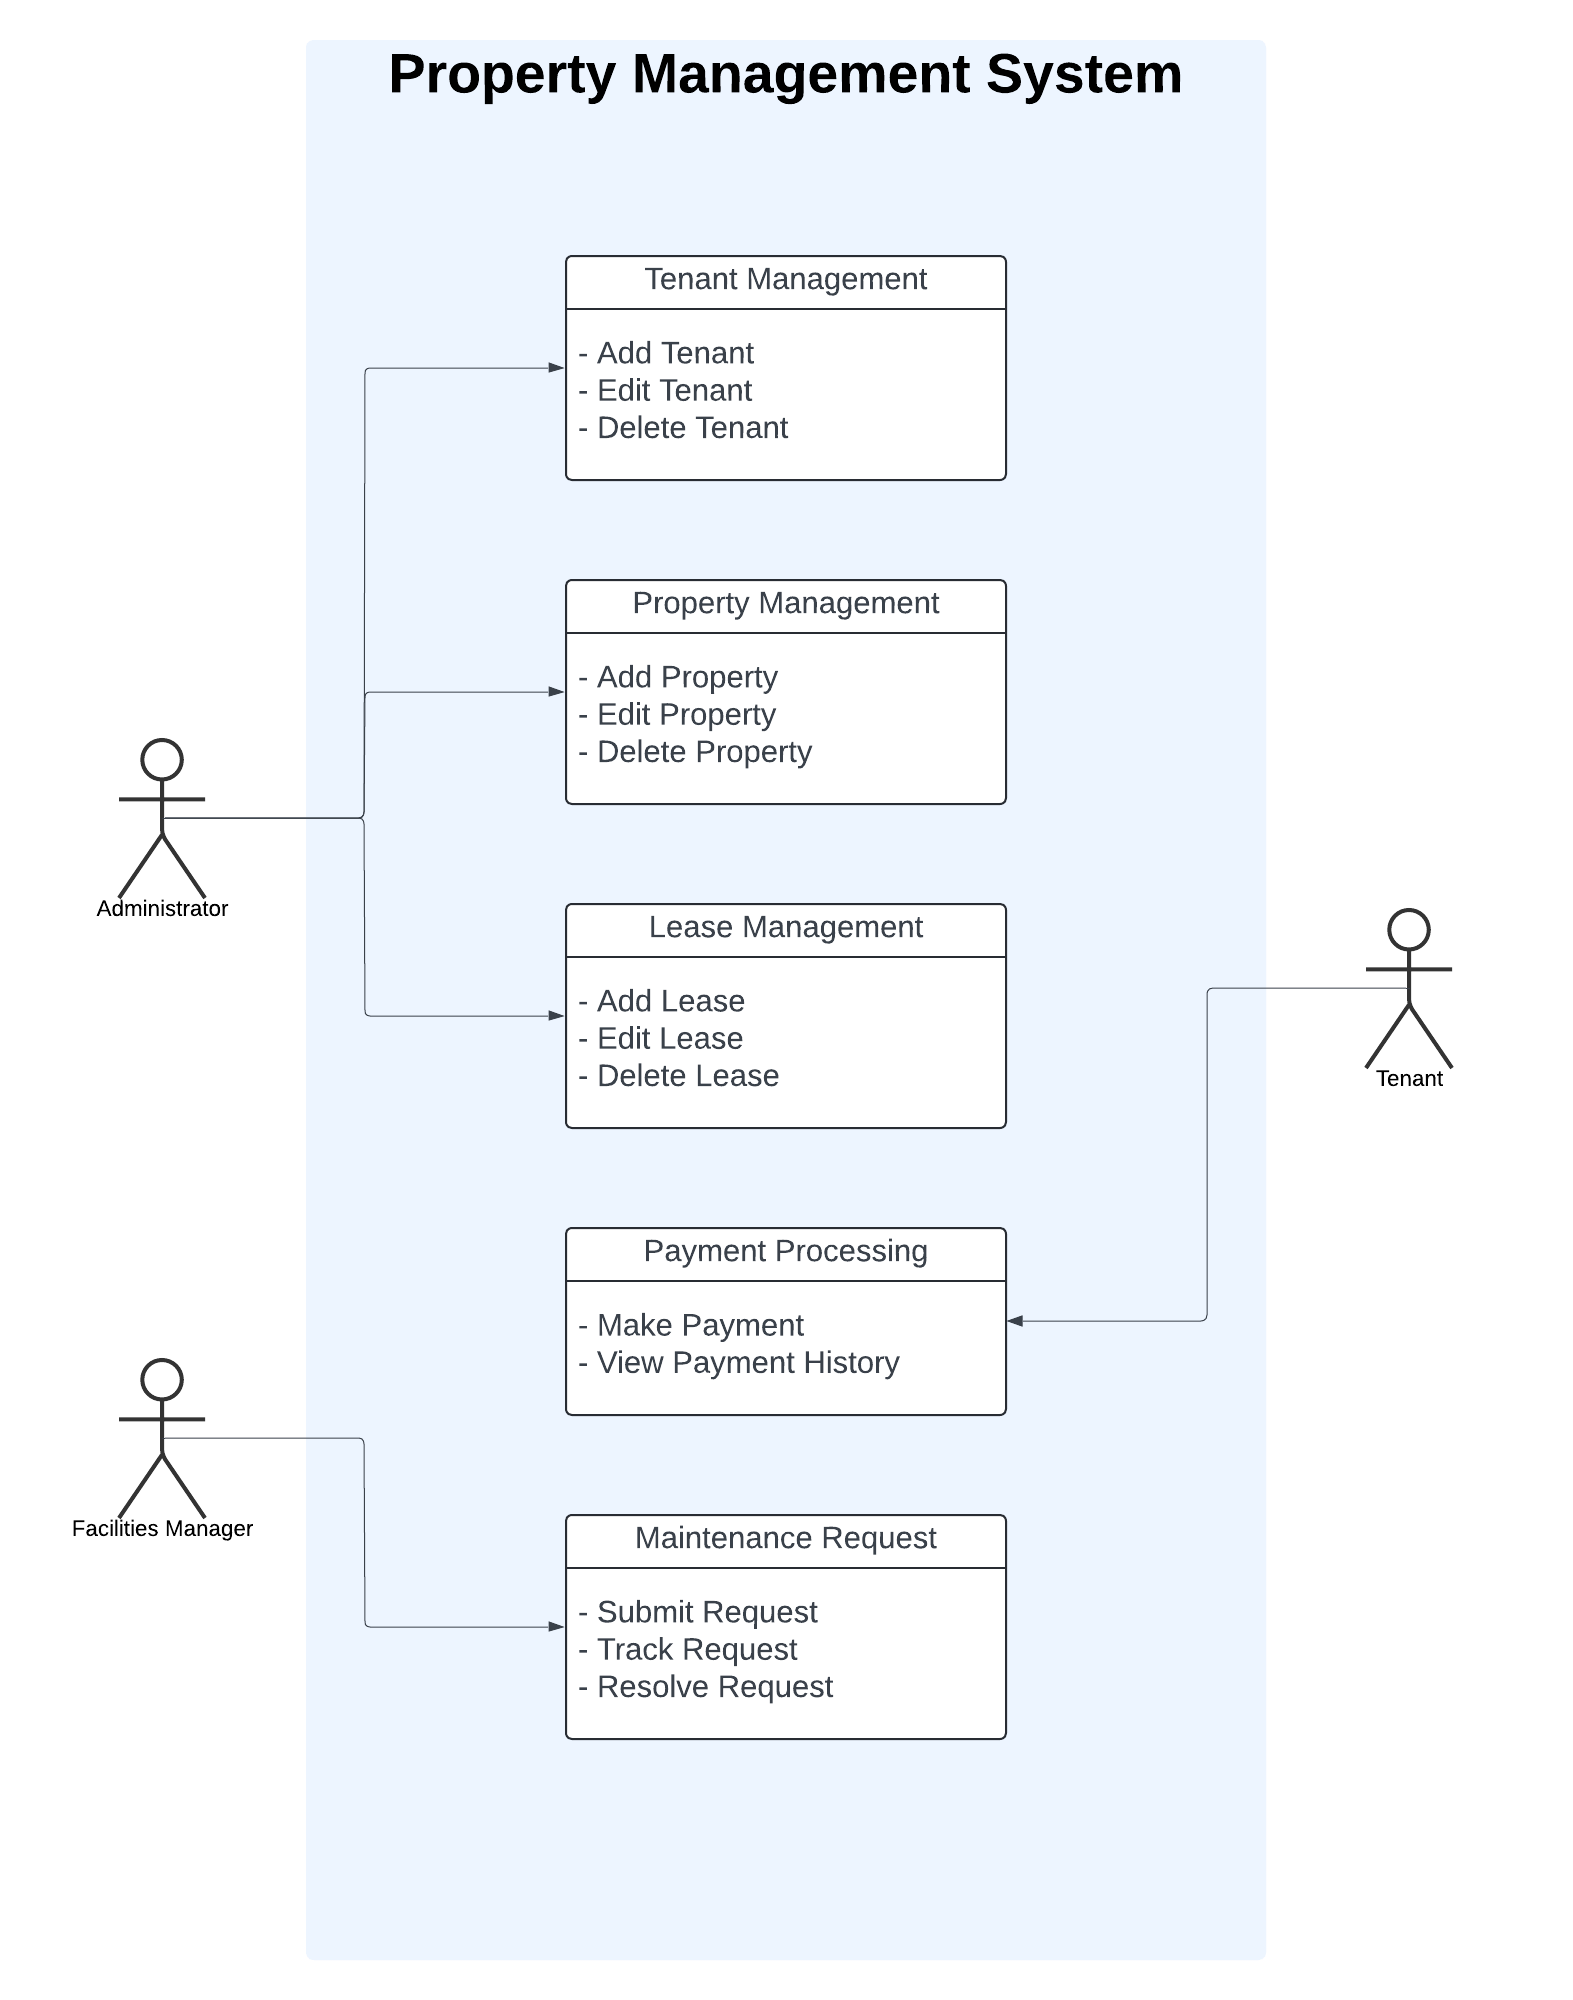 Property Management System
Tenant Management
- Add Tenant
- Edit Tenant
- Delete Tenant
Property Management
- Add Property
- Edit Property
- Delete Property
Administrator
Lease Management
- Add Lease
- Edit Lease
- Delete Lease
Tenant
Payment Processing
- Make Payment
- View Payment History
Facilities Manager
Maintenance Request
- Submit Request
- Track Request
- Resolve Request